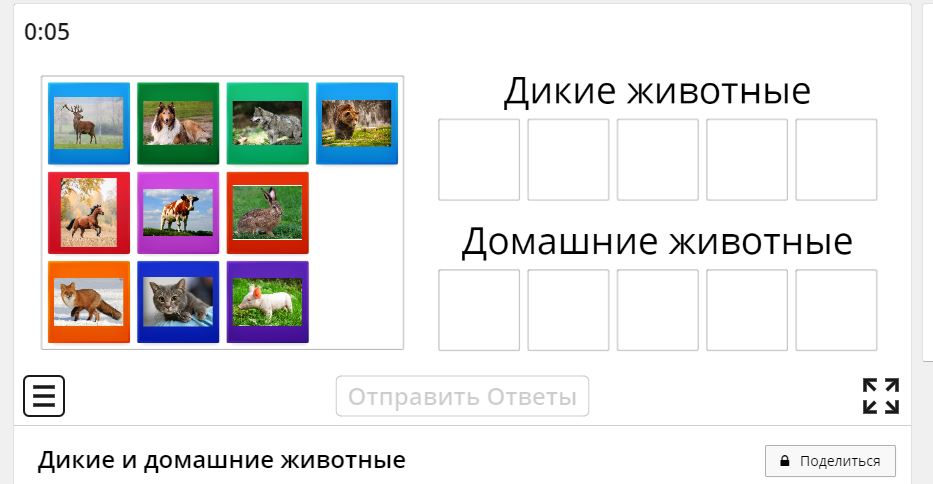 0:05
Дикие животные
Домашние животные
Отправить Ответы
Дикие и домашние животные
Поделиться